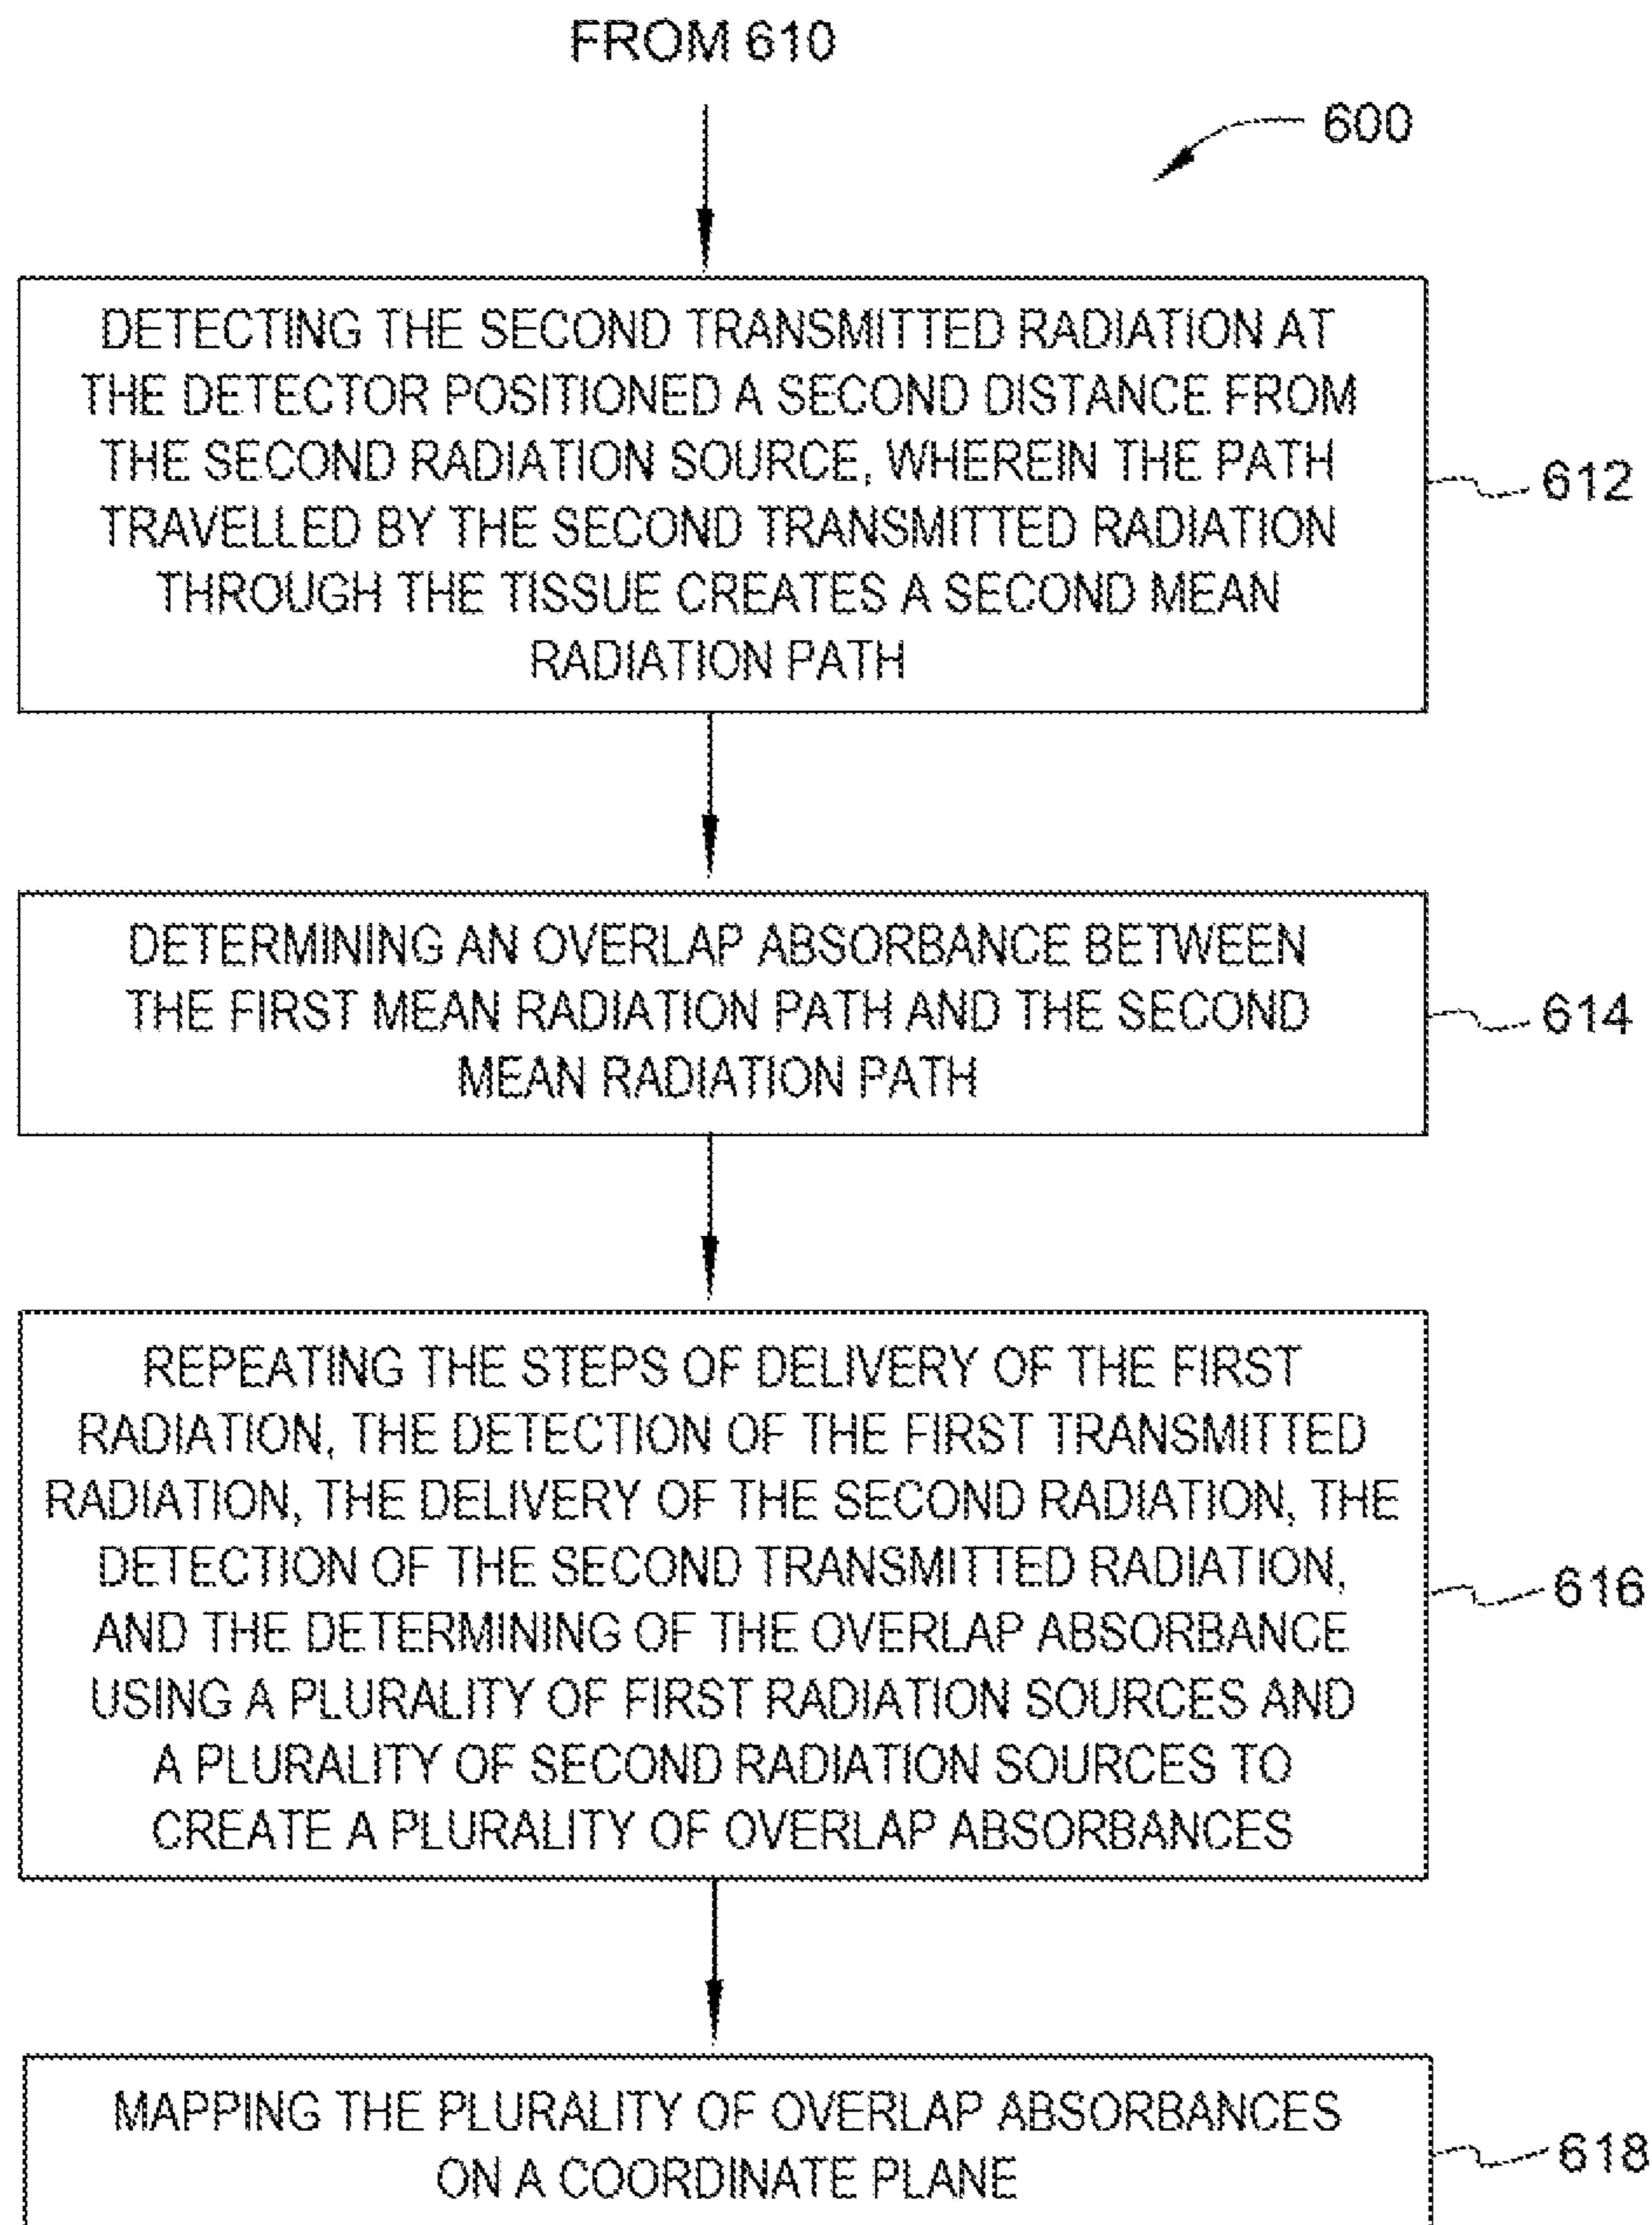 FROM 610
600
DETECTING THE SECOND TRANSMITTED RADIATION AT
THE DETECTOR POSITIONED A SECOND DISTANCE FROM
THE SECOND RADIATION SOURCE, WHEREIN THE PATH
TRAVELLED BY THE SECOND TRANSMITTED RADIATION
THROUGH THE TISSUE CREATES A SECOND MEAN
RADIATION PATH
612
DETERMINING AN OVERLAP ABSORBANCE BETWEEN
THE FIRST MEAN RADIATION PATH AND THE SECOND
MEAN RADIATION PATH
614
REPEATING THE STEPS OF DELIVERY OF THE FIRST
RADIATION, THE DETECTION OF THE FIRST TRANSMITTED
RADIATION, THE DELIVERY OF THE SECOND RADIATION, THE
DETECTION OF THE SECOND TRANSMITTED RADIATION,
AND THE DETERMINING OF THE OVERLAP ABSORBANCE
USING A PLURALITY OF FIRST RADIATION SOURCES AND
A PLURALITY OF SECOND RADIATION SOURCES TO
CREATE A PLURALITY OF OVERLAP ABSORBANCES
616
MAPPING THE PLURALITY OF OVERLAP ABSORBANCES
ON A COORDINATE PLANE
618